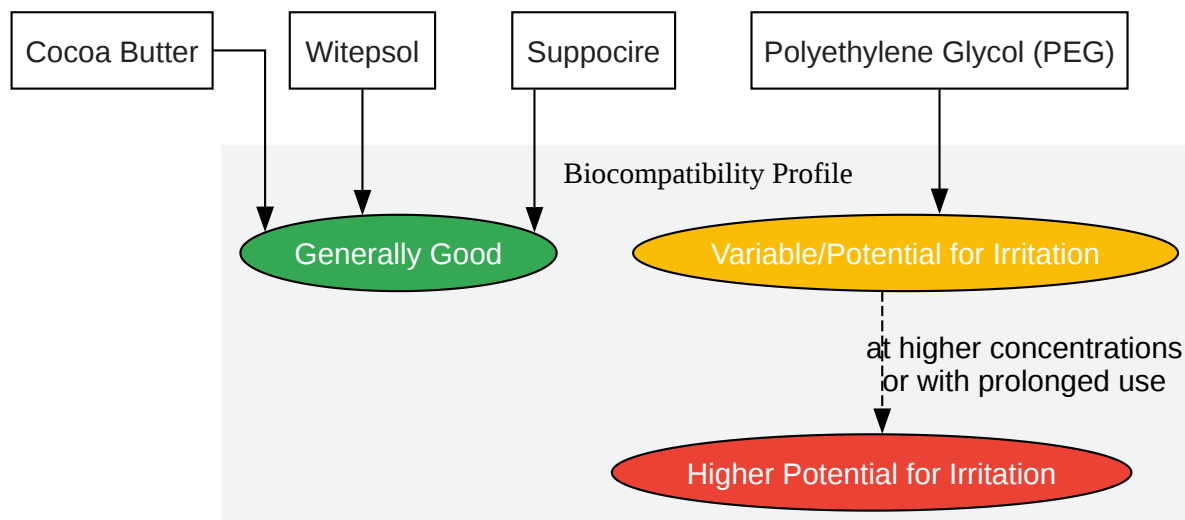 Cocoa Butter
Witepsol
Suppocire
Polyethylene Glycol (PEG)
Biocompatibility Profile
Generally Good
Variable/Potential for Irritation
at higher concentrations
or with prolonged use
Higher Potential for Irritation